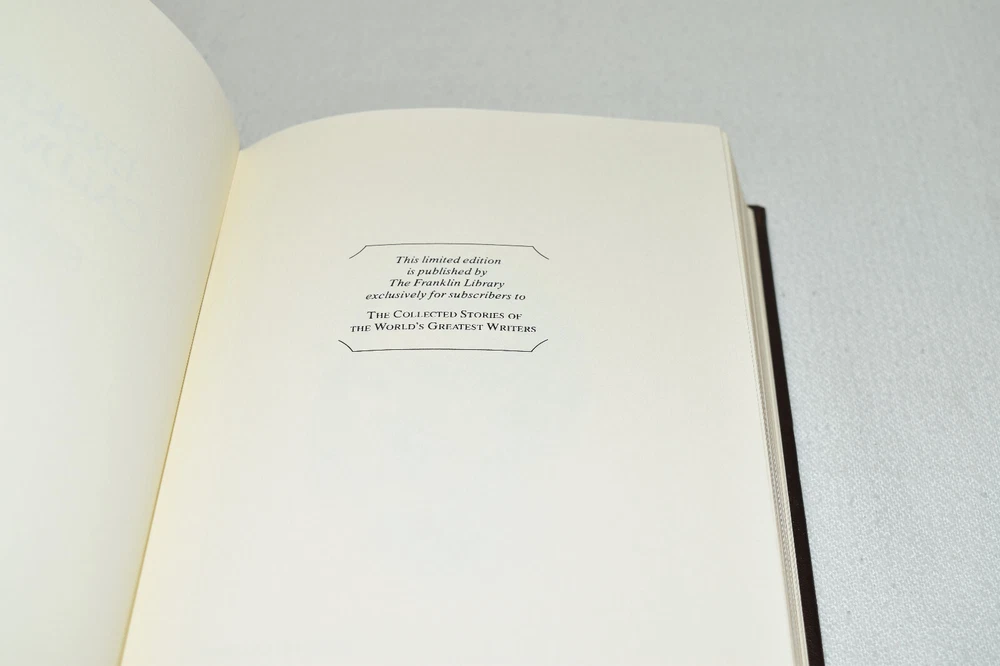 This limited edition
is published by
The Franklin Library
exclusively for subscribers to
THE COLLECTED STORIES OF
THE WORLD'S GREATEST WRITERS